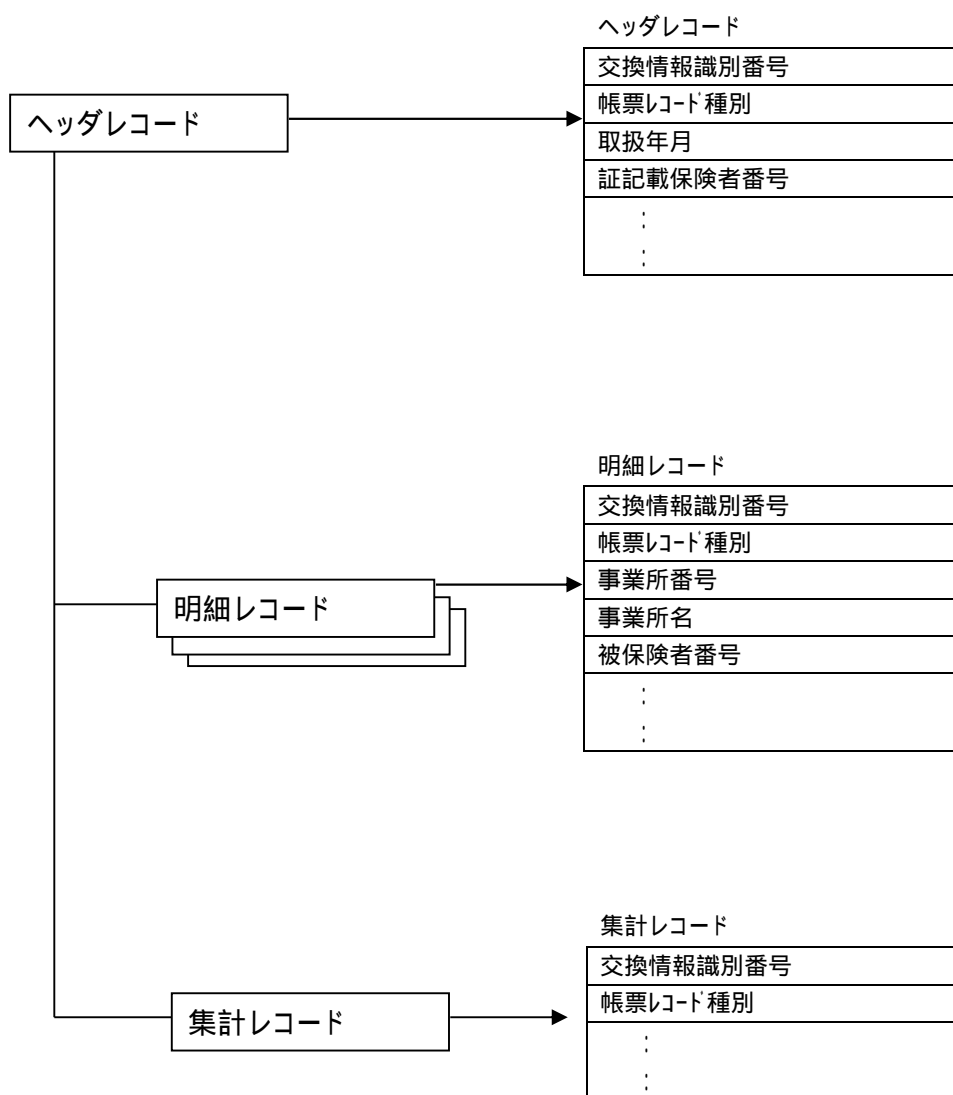 ヘッダレコード
交換情報識別番号
ヘッダレコード
帳票ﾚｺｰﾄﾞ種別
取扱年月
証記載保険者番号
:
:
明細レコード
交換情報識別番号
帳票ﾚｺｰﾄﾞ種別
明細レコード
事業所番号
事業所名
被保険者番号
:
:
集計レコード
交換情報識別番号
集計レコード
帳票ﾚｺｰﾄﾞ種別
:
: